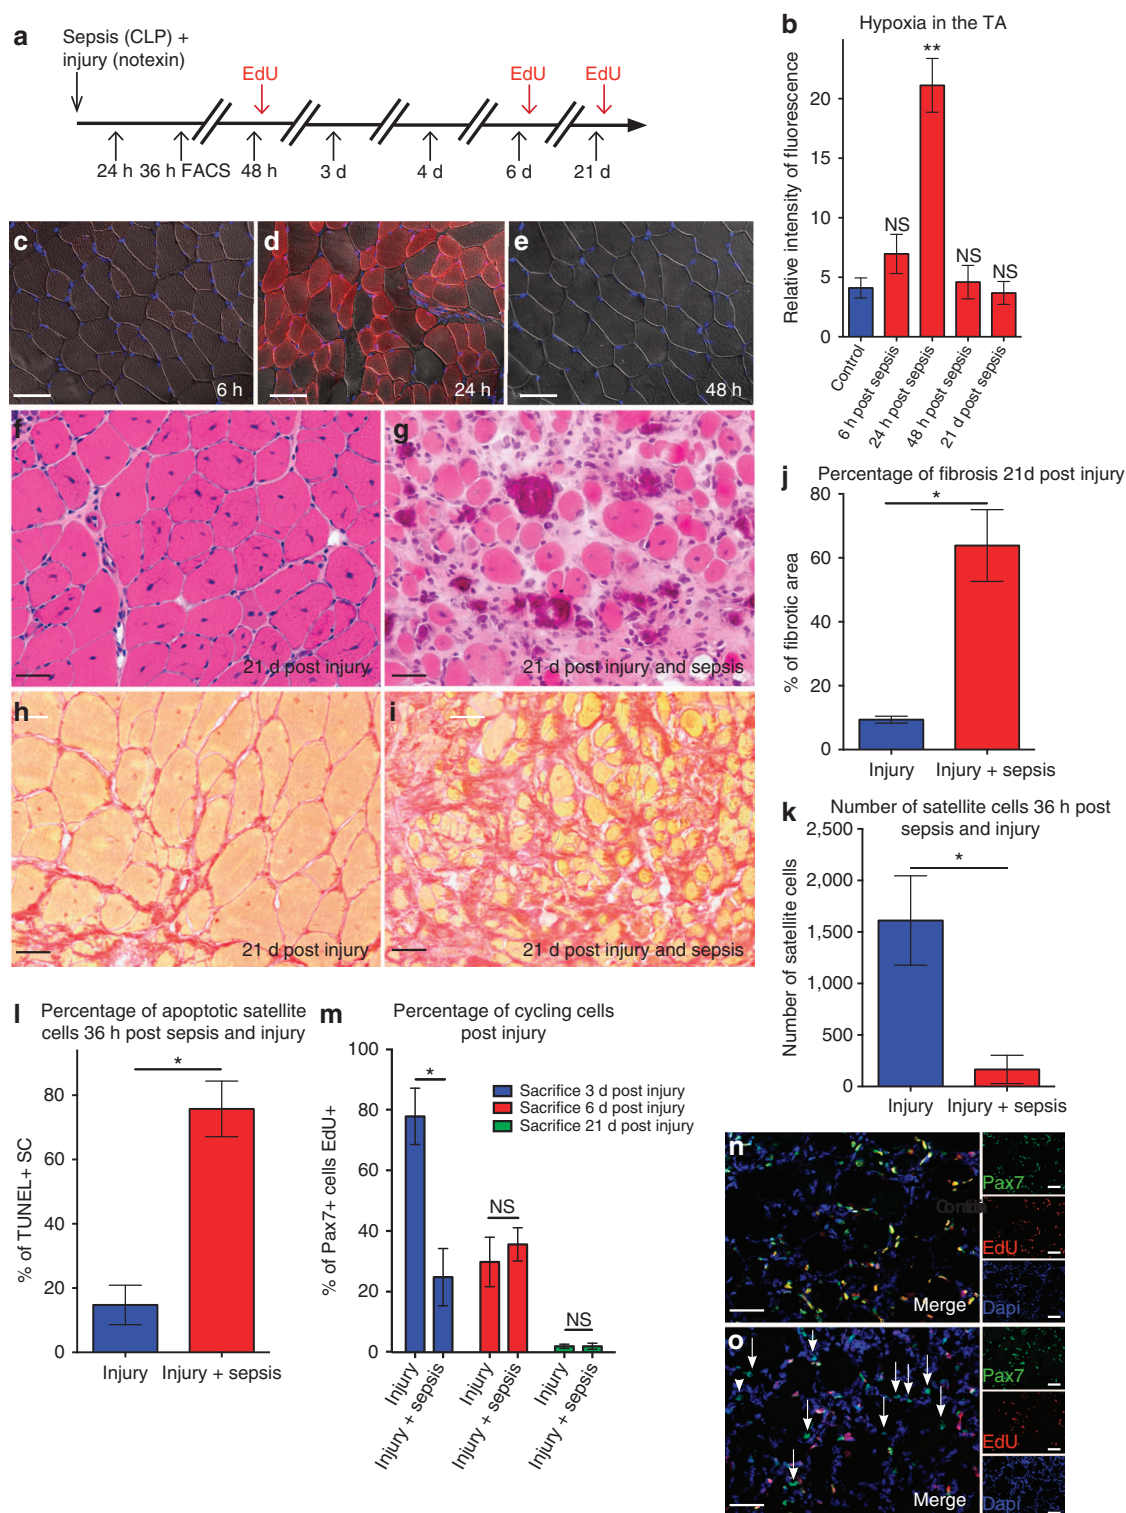 a
Sepsis (CLP) +
injury (notexin)
EdU
EdU
EdU
24 h
36 h FACS
48 h
3 d
4 d
6 d
21 d
b
Hypoxia in the TA
Relative intensity of fluorescence
20
15
10
5
0
**
NS
NS
NS
Control
6 h post sepsis
24 h post sepsis
48 h post sepsis
21 d post sepsis
c
6 h
d
24 h
e
48 h
f
21 d post injury
g
21 d post injury and sepsis
h
21 d post injury
i
21 d post injury and sepsis
j
Percentage of fibrosis 21d post injury
% of fibrotic area
80
60
40
20
0
*
Injury
Injury + sepsis
k
Number of satellite cells 36 h post
sepsis and injury
Number of satellite cells
2,500
2,000
1,500
1,000
500
0
*
Injury
Injury + sepsis
l
Percentage of apoptotic satellite
cells 36 h post sepsis and injury
% of TUNEL+ SC
80
60
40
20
0
*
Injury
Injury + sepsis
m
Percentage of cycling cells
post injury
% of Pax7+ cells EdU+
100
80
60
40
20
0
*
NS
NS
Sacrifice 3 d post injury
Sacrifice 6 d post injury
Sacrifice 21 d post injury
Injury
Injury + sepsis
Injury
Injury + sepsis
Injury
Injury + sepsis
n
Merge
Pax7
EdU
Dapi
o
Merge
Pax7
EdU
Dapi